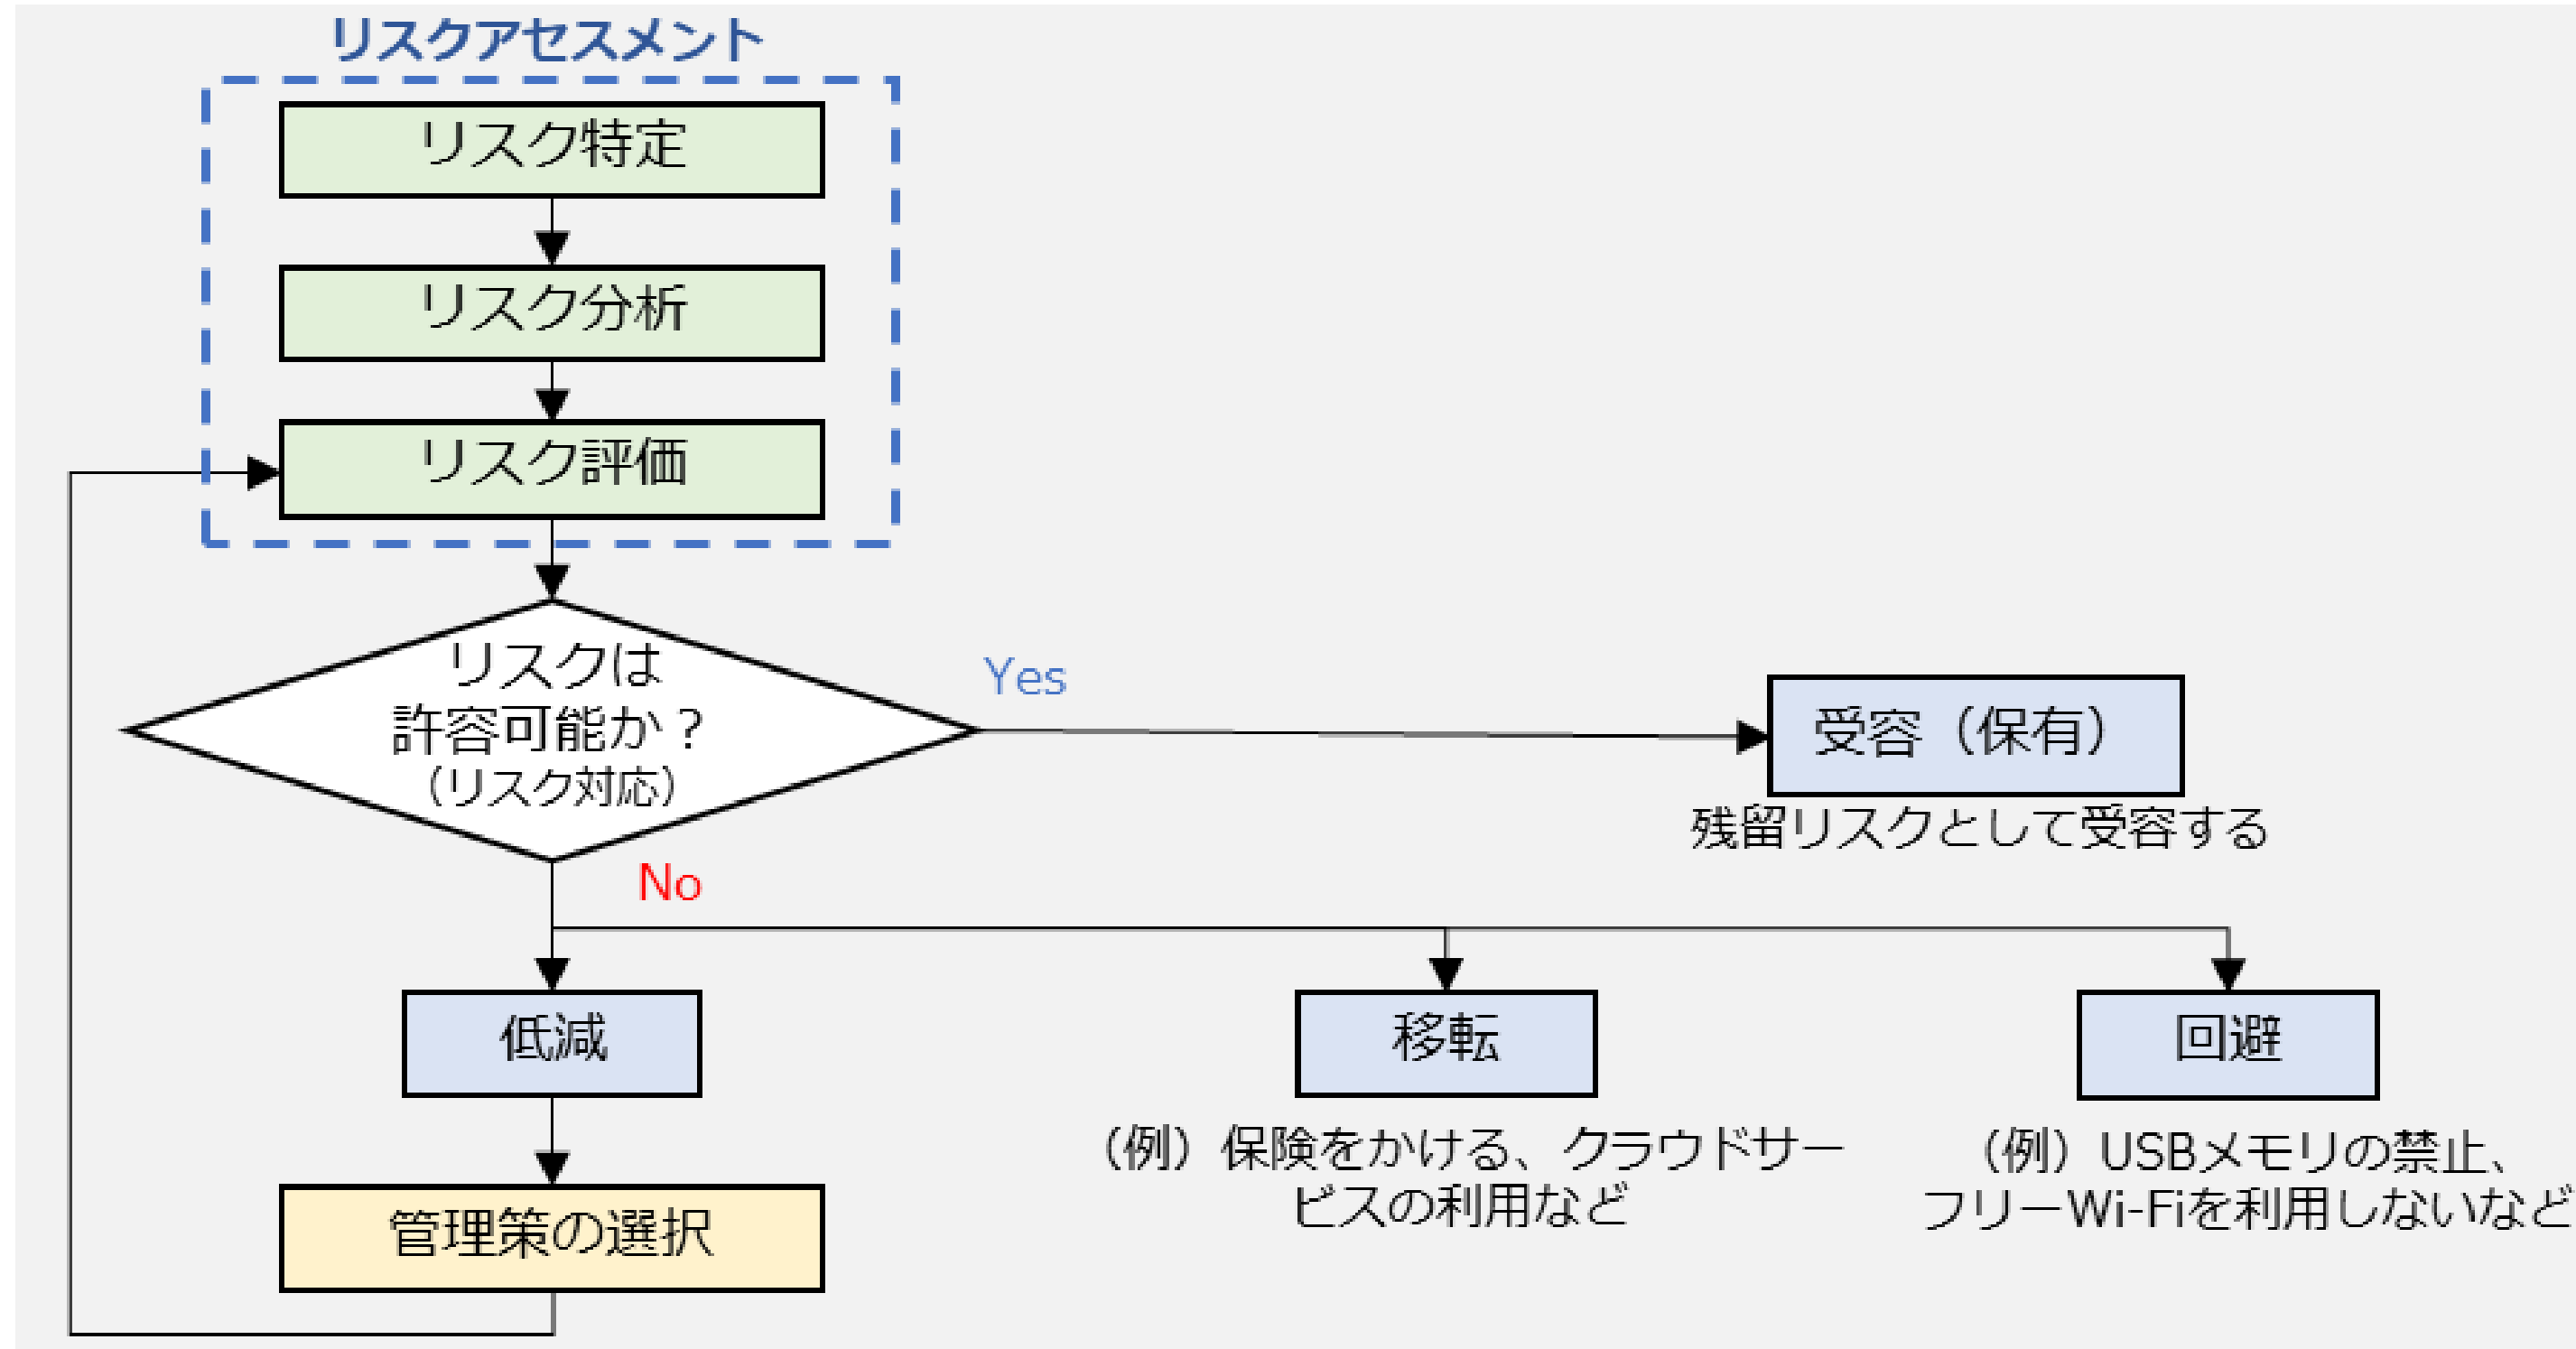 リスクアセスメント
リスク特定
リスク分析
リスク評価
リスクは
許容可能か？
（リスク対応）
Yes
受容（保有）
残留リスクとして受容する
No
低減
移転
回避
（例）保険をかける、クラウドサー
ビスの利用など
（例）USBメモリの禁止、
フリーWi-Fiを利用しないなど
管理策の選択